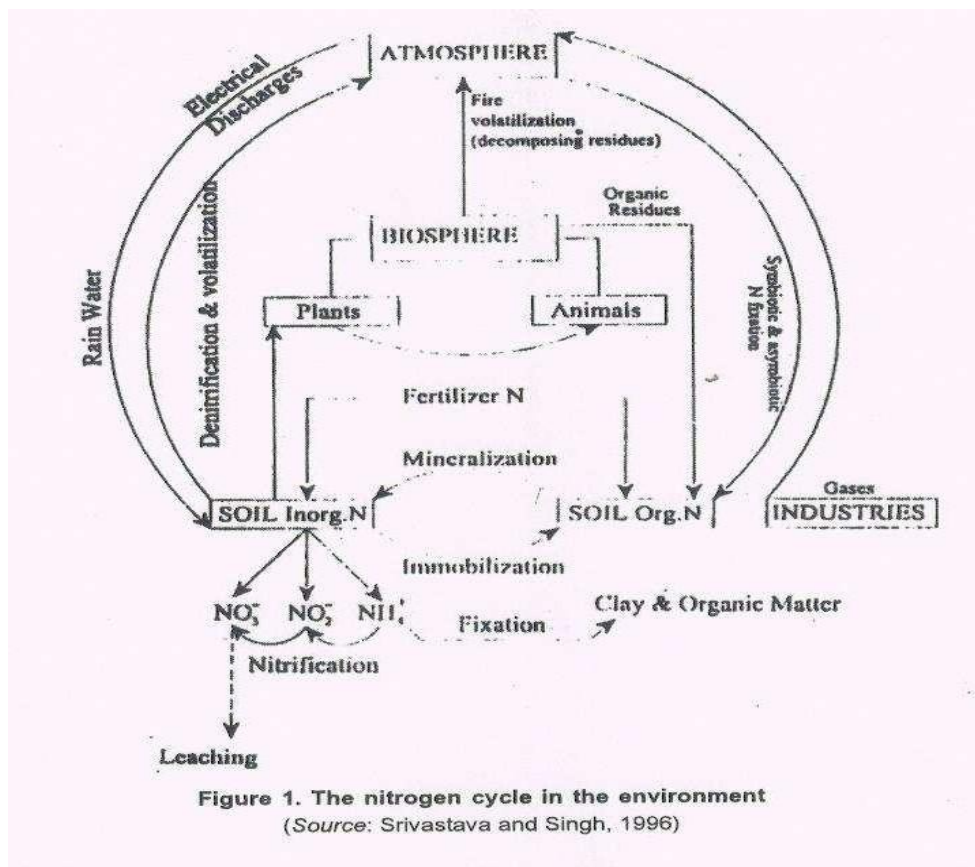 ATMOSPHERE
Electrical
Discharges
Fire
volatilization
(decomposing residues)
Organic
Residues
BIOSPHERE
Rain Water
Denitrification & volatilization
Symbiotic & asymbiotic
N fixation
Plants
Animals
Fertilizer N
Mineralization
Gases
SOIL Inorg.N
SOIL Org.N
INDUSTRIES
Immobilization
NO₃⁻ NO₂⁻ NH₄⁺
Fixation
Clay & Organic Matter
Nitrification
Leaching
Figure 1. The nitrogen cycle in the environment
(Source: Srivastava and Singh, 1996)